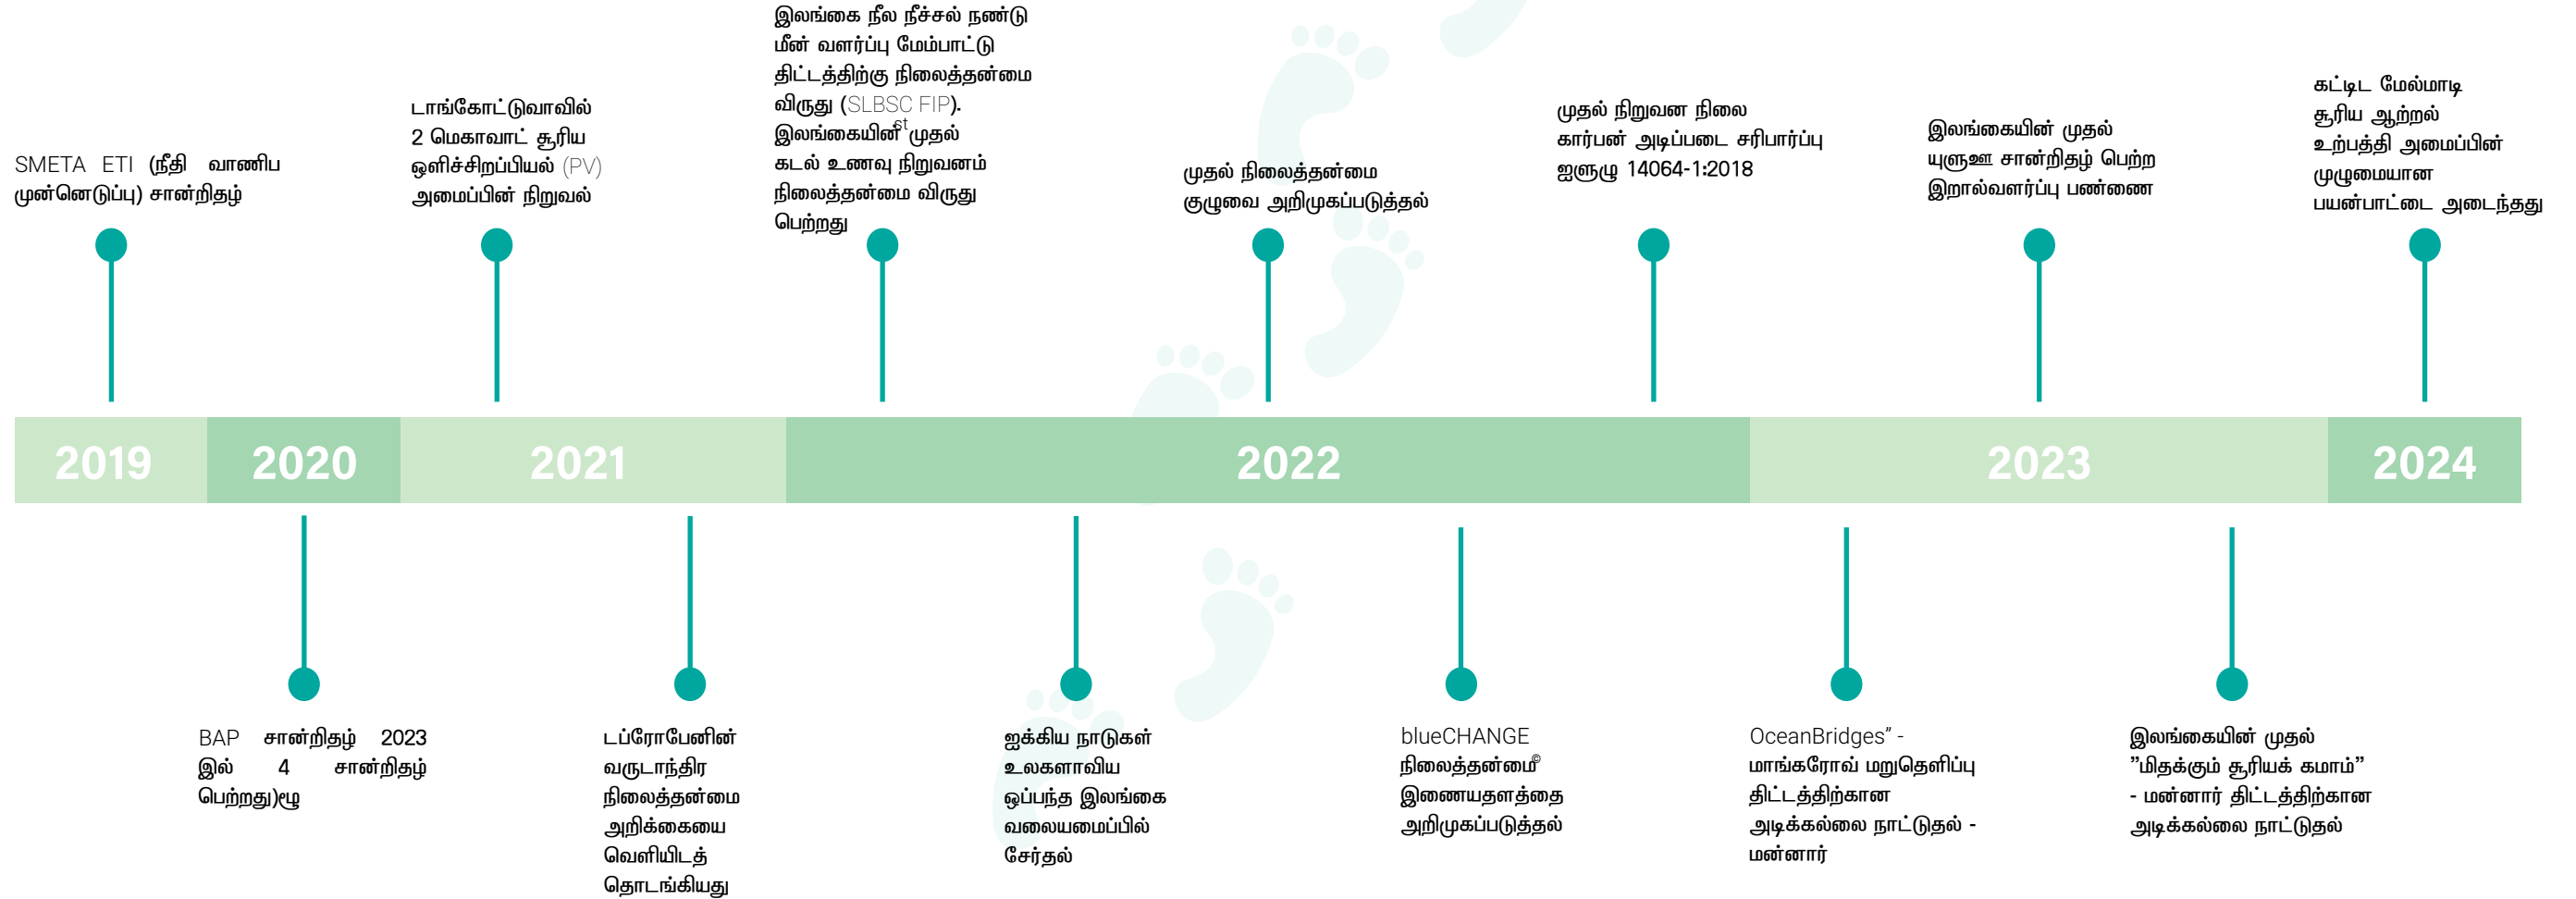 SMETA ETI (நீதி வாணிப
முன்னெடுப்பு) சான்றிதழ்
டாங்கோட்டுவாவில்
2 மெகாவாட் சூரிய
ஒளிச்சிறப்பியல் (PV)
அமைப்பின் நிறுவல்
இலங்கை நீல நீச்சல் நண்டு
மீன் வளர்ப்பு மேம்பாட்டு
திட்டத்திற்கு நிலைத்தன்மை
விருது (SLBSC FIP).
இலங்கையின்st முதல்
கடல் உணவு நிறுவனம்
நிலைத்தன்மை விருது
பெற்றது
முதல் நிலைத்தன்மை
குழுவை அறிமுகப்படுத்தல்
முதல் நிறுவன நிலை
கார்பன் அடிப்படை சரிபார்ப்பு
ஐளுழு 14064-1:2018
இலங்கையின் முதல்
யுளுஊ சான்றிதழ் பெற்ற
இறால்வளர்ப்பு பண்ணை
கட்டிட மேல்மாடி
சூரிய ஆற்றல்
உற்பத்தி அமைப்பின்
முழுமையான
பயன்பாட்டை அடைந்தது
2019 2020 2021 2022 2023 2024
BAP சான்றிதழ் 2023
இல் 4 சான்றிதழ்
பெற்றது)மூ
டப்ரோபேனின்
வருடாந்திர
நிலைத்தன்மை
அறிக்கையை
வெளியிடத்
தொடங்கியது
ஐக்கிய நாடுகள்
உலகளாவிய
ஒப்பந்த இலங்கை
வலையமைப்பில்
சேர்தல்
blueCHANGE
நிலைத்தன்மை©
இணையதளத்தை
அறிமுகப்படுத்தல்
OceanBridges” -
மாங்கரோவ் மறுதெளிப்பு
திட்டத்திற்கான
அடிக்கல்லை நாட்டுதல் -
மன்னார்
இலங்கையின் முதல்
”மிதக்கும் சூரியக் கமாம்”
- மன்னார் திட்டத்திற்கான
அடிக்கல்லை நாட்டுதல்